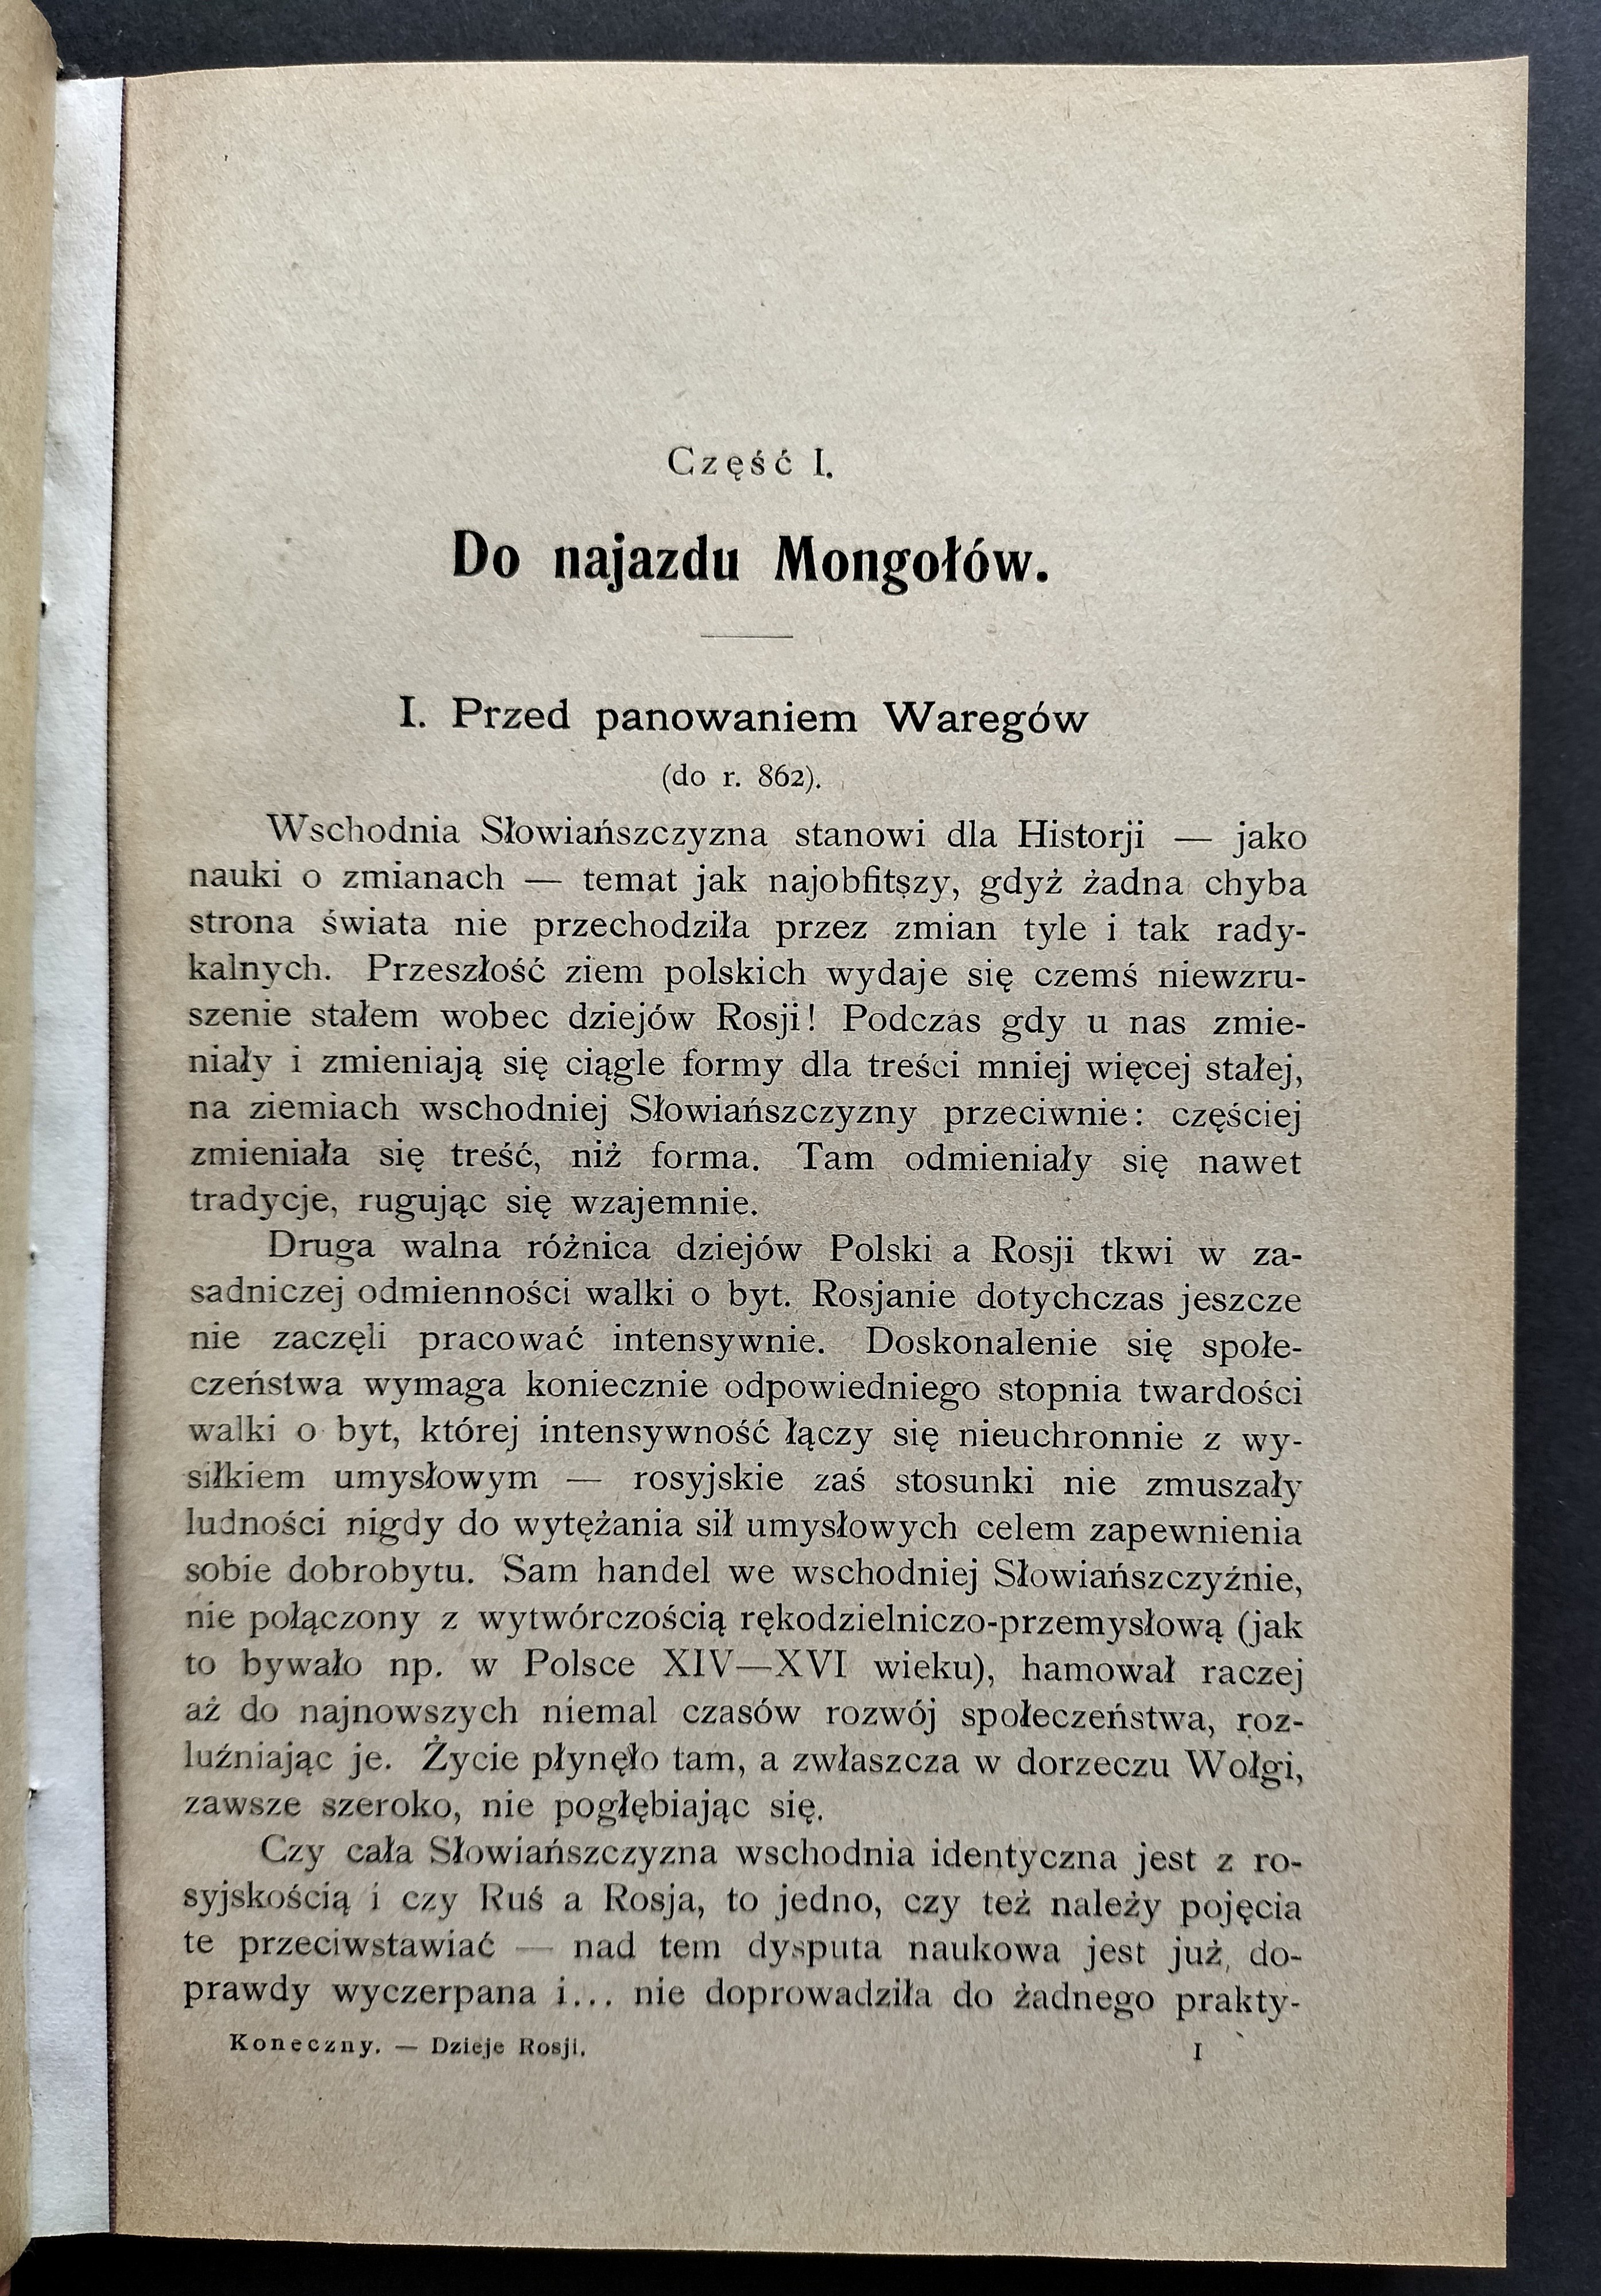 Część I.
Do najazdu Mongołów.
I. Przed panowaniem Waregów
(do r. 862).
Wschodnia Słowiańszczyzna stanowi dla Historji — jako
nauki o zmianach — temat jak najobfitszy, gdyż żadna chyba
strona świata nie przechodziła przez zmian tyle i tak rady-
kalnych. Przeszłość ziem polskich wydaje się czemś niewzru-
szenie stałem wobec dziejów Rosji! Podczas gdy u nas zmie-
niały i zmieniają się ciągle formy dla treści mniej więcej stałej,
na ziemiach wschodniej Słowiańszczyzny przeciwnie: częściej
zmieniała się treść, niż forma. Tam odmieniały się nawet
tradycje, rugując się wzajemnie.
Druga walna różnica dziejów Polski a Rosji tkwi w za-
sadniczej odmienności walki o byt. Rosjanie dotychczas jeszcze
nie zaczęli pracować intensywnie. Doskonalenie się społe-
czeństwa wymaga koniecznie odpowiedniego stopnia twardości
walki o byt, której intensywność łączy się nieuchronnie z wy-
siłkiem umysłowym — rosyjskie zaś stosunki nie zmuszały
ludności nigdy do wytężania sił umysłowych celem zapewnienia
sobie dobrobytu. Sam handel we wschodniej Słowiańszczyźnie,
nie połączony z wytwórczością rękodzielniczo-przemysłową (jak
to bywało np. w Polsce XIV—XVI wieku), hamował raczej
aż do najnowszych niemal czasów rozwój społeczeństwa, roz-
luźniając je. Życie płynęło tam, a zwłaszcza w dorzeczu Wołgi,
zawsze szeroko, nie pogłębiając się.
Czy cała Słowiańszczyzna wschodnia identyczna jest z ro-
syjskością i czy Ruś a Rosja, to jedno, czy też należy pojęcia
te przeciwstawiać — nad tem dysputa naukowa jest już, do-
prawdy wyczerpana i... nie doprowadziła do żadnego prakty-
Koneczny. — Dzieje Rosji.
I